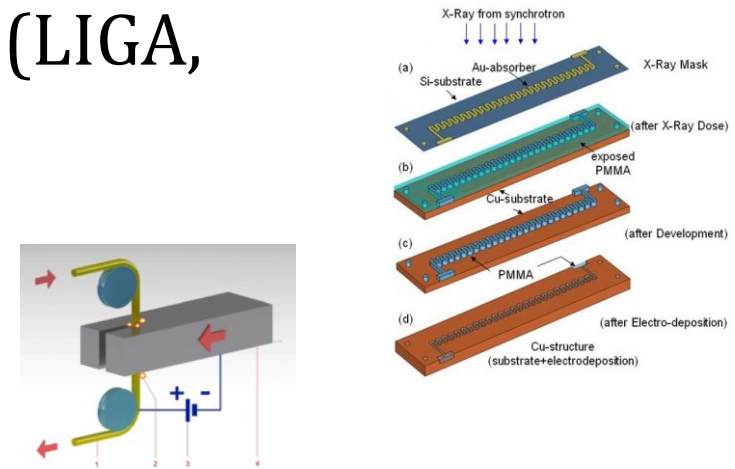 (LIGA,
X-Ray from synchrotron
(a)
Au-absorber
Si-substrate
X-Ray Mask
(after X-Ray Dose)
(b)
exposed
PMMA
Cu-substrate
(c)
(after Development)
PMMA
(d)
(after Electro-deposition)
Cu-structure
(substrate+electrodeposition)
+ -
1 2 3 4